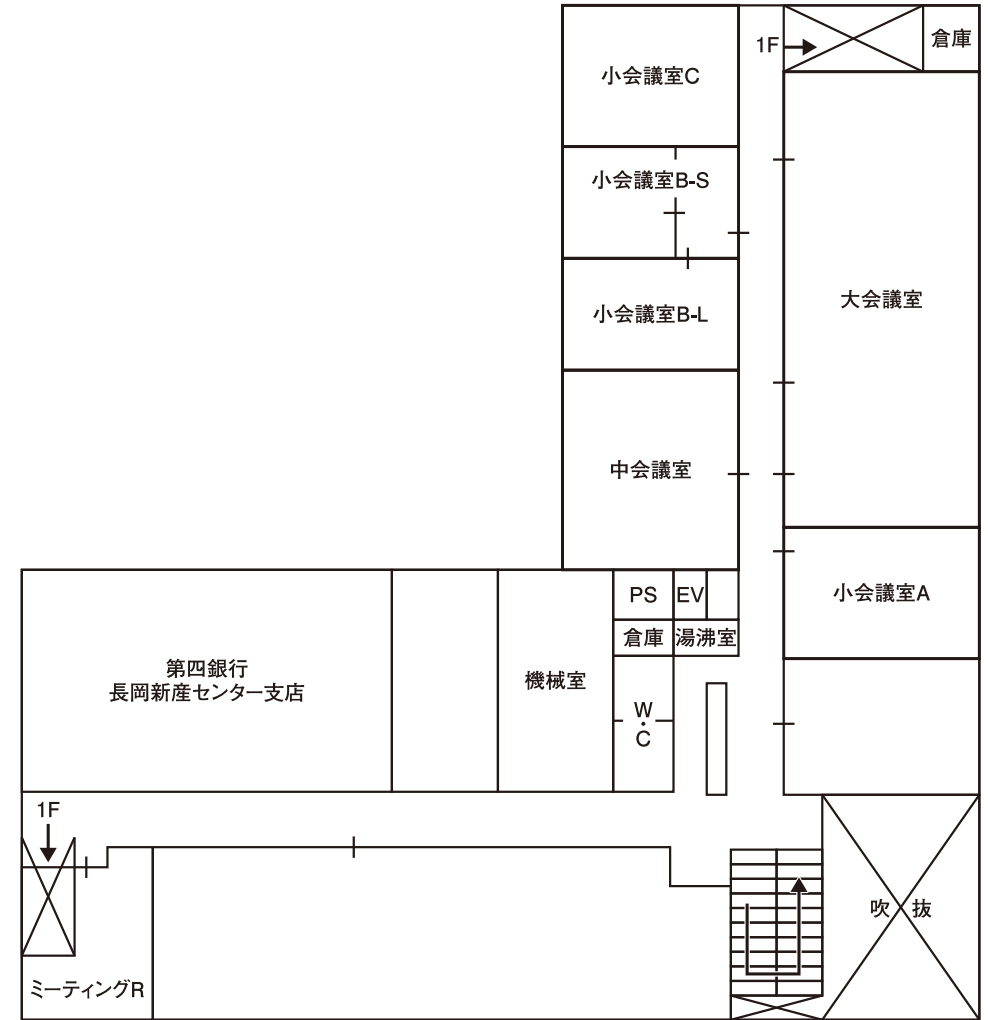 1F
倉庫
小会議室C
小会議室B-S
大会議室
小会議室B-L
中会議室
小会議室A
PS
EV
倉庫
湯沸室
第四銀行
長岡新産センター支店
機械室
W
・
C
1F
吹 抜
ミーティングR